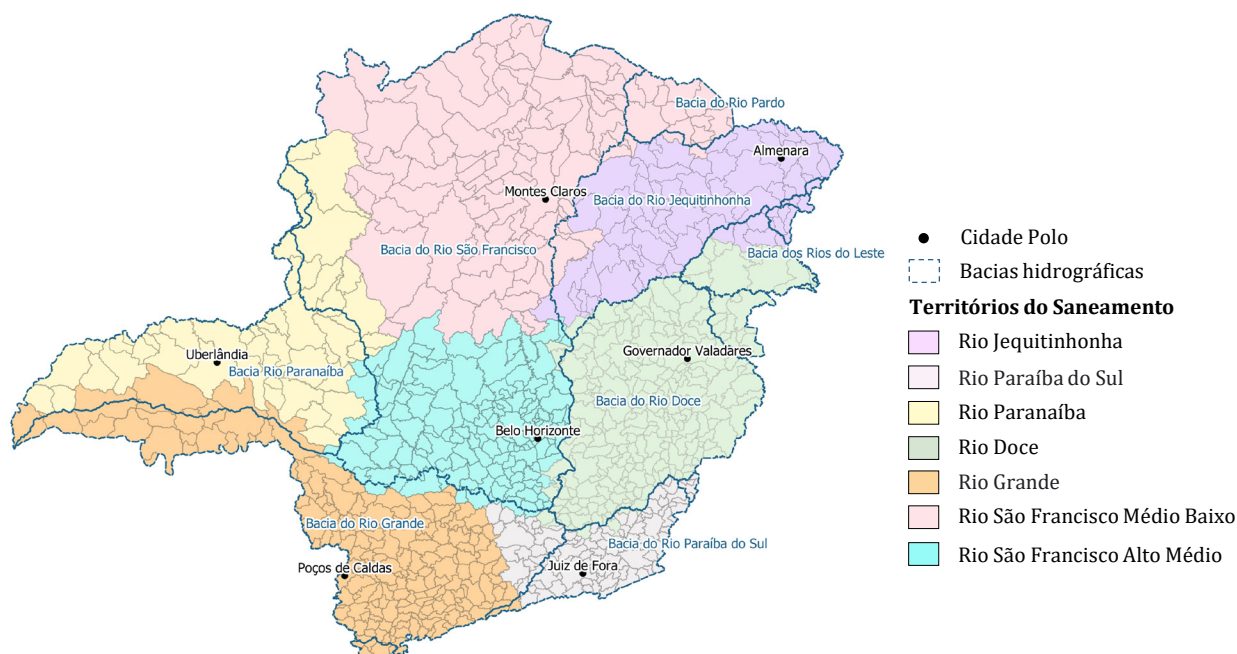 Bacia do Rio Pardo
Almenara
Montes Claros
Bacia do Rio Jequitinhonha
Bacia do Rio São Francisco
Bacia dos Rios do Leste
Uberlândia
Bacia Rio Paranaíba
Governador Valadares
Bacia do Rio Doce
Belo Horizonte
Bacia do Rio Grande
Bacia do Rio Paraíba do Sul
Poços de Caldas
Juiz de Fora
Cidade Polo
Bacias hidrográficas
Territórios do Saneamento
Rio Jequitinhonha
Rio Paraíba do Sul
Rio Paranaíba
Rio Doce
Rio Grande
Rio São Francisco Médio Baixo
Rio São Francisco Alto Médio